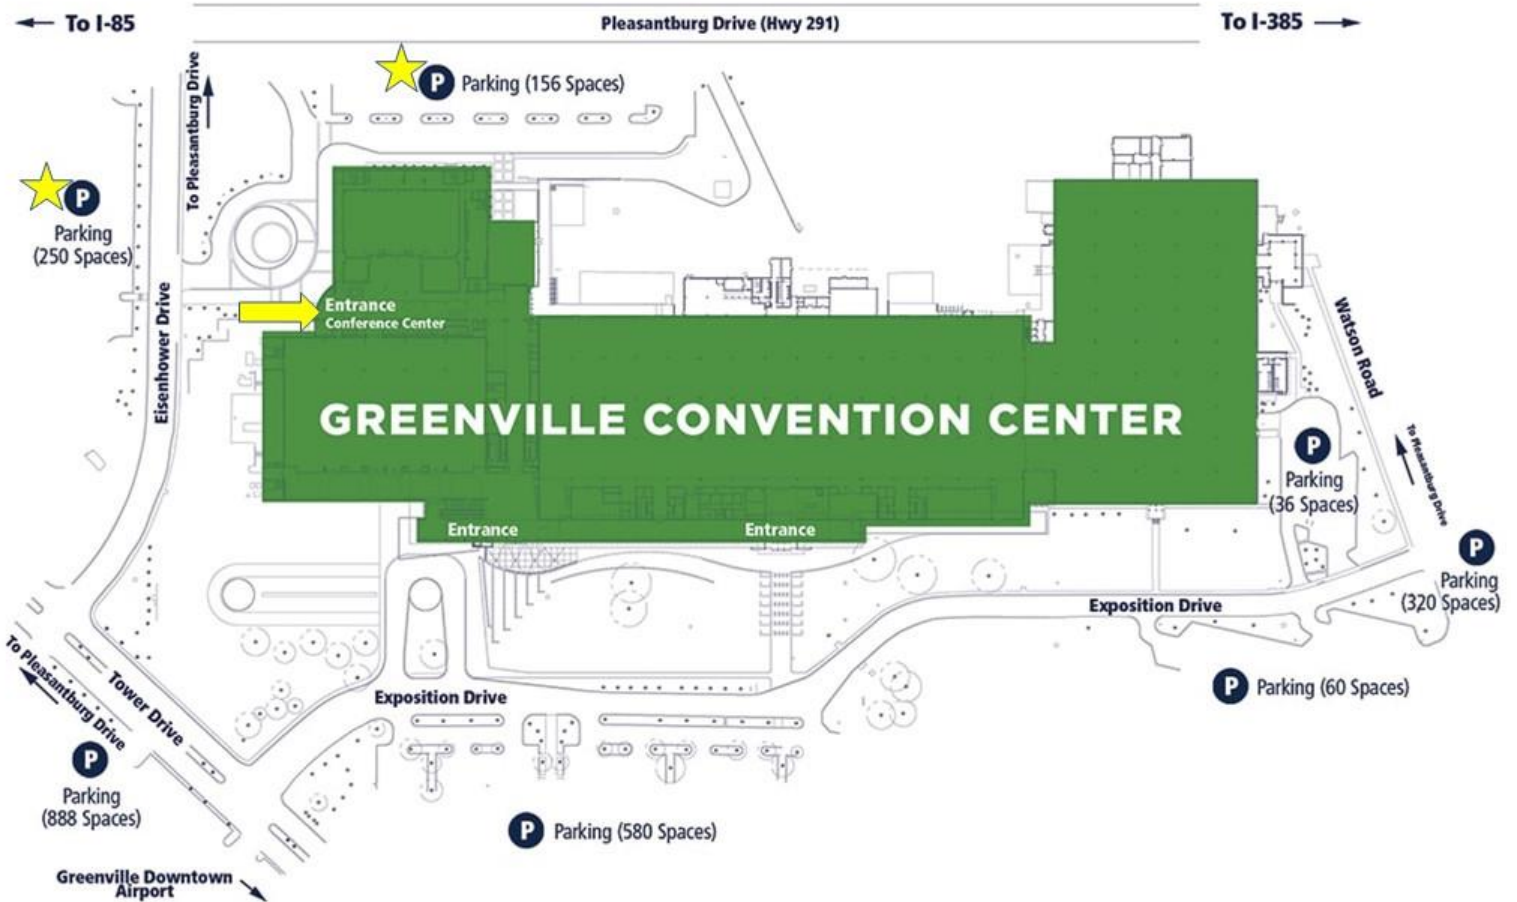 To I-85
Pleasantburg Drive (Hwy 291)
To I-385
To Pleasantburg Drive
P
Parking (156 Spaces)
P
Parking
(250 Spaces)
Eisenhower Drive
Entrance
Conference Center
Watson Road
GREENVILLE CONVENTION CENTER
To Pleasantburg Drive
P
Parking
(36 Spaces)
Entrance
Entrance
P
Parking
(320 Spaces)
Exposition Drive
To Pleasantburg Drive
Tower Drive
Exposition Drive
P
Parking (60 Spaces)
P
Parking
(888 Spaces)
P
Parking (580 Spaces)
Greenville Downtown
Airport